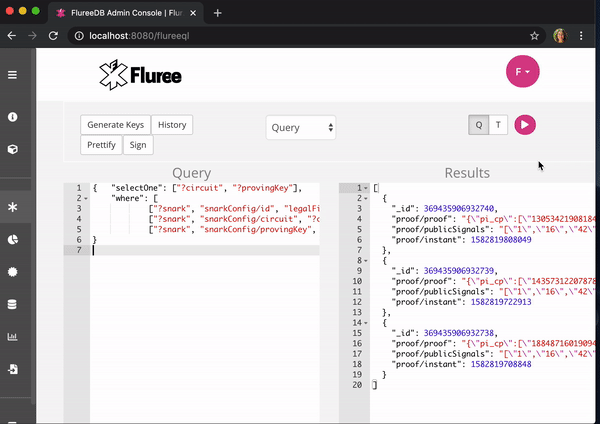 FlureeDB Admin Console | Flur
localhost:8080/flureeql
Fluree
F
Generate Keys
History
Query
Q
T
Prettify
Sign
Query
1 { "selectOne": ["?circuit", "?provingKey"],
2 "where": [
3 ["?snark", "snarkConfig/id", "legalFi
4 ["?snark", "snarkConfig/circuit", "?c
5 ["?snark", "snarkConfig/provingKey",
6 }
7
Results
1 [
2 {
3 "_id": 369435906932740,
4 "proof/proof": "{\"pi_cp\":[\"13053421908184
5 "proof/publicSignals": "[\"1\",\"16\",\"42\"
6 "proof/instant": 1582819808049
7 },
8 {
9 "_id": 369435906932739,
10 "proof/proof": "{\"pi_cp\":[\"14357312207878
11 "proof/publicSignals": "[\"1\",\"16\",\"42\"
12 "proof/instant": 1582819722913
13 },
14 {
15 "_id": 369435906932738,
16 "proof/proof": "{\"pi_cp\":[\"18848716019094
17 "proof/publicSignals": "[\"1\",\"16\",\"42\"
18 "proof/instant": 1582819708848
19 }
20 ]